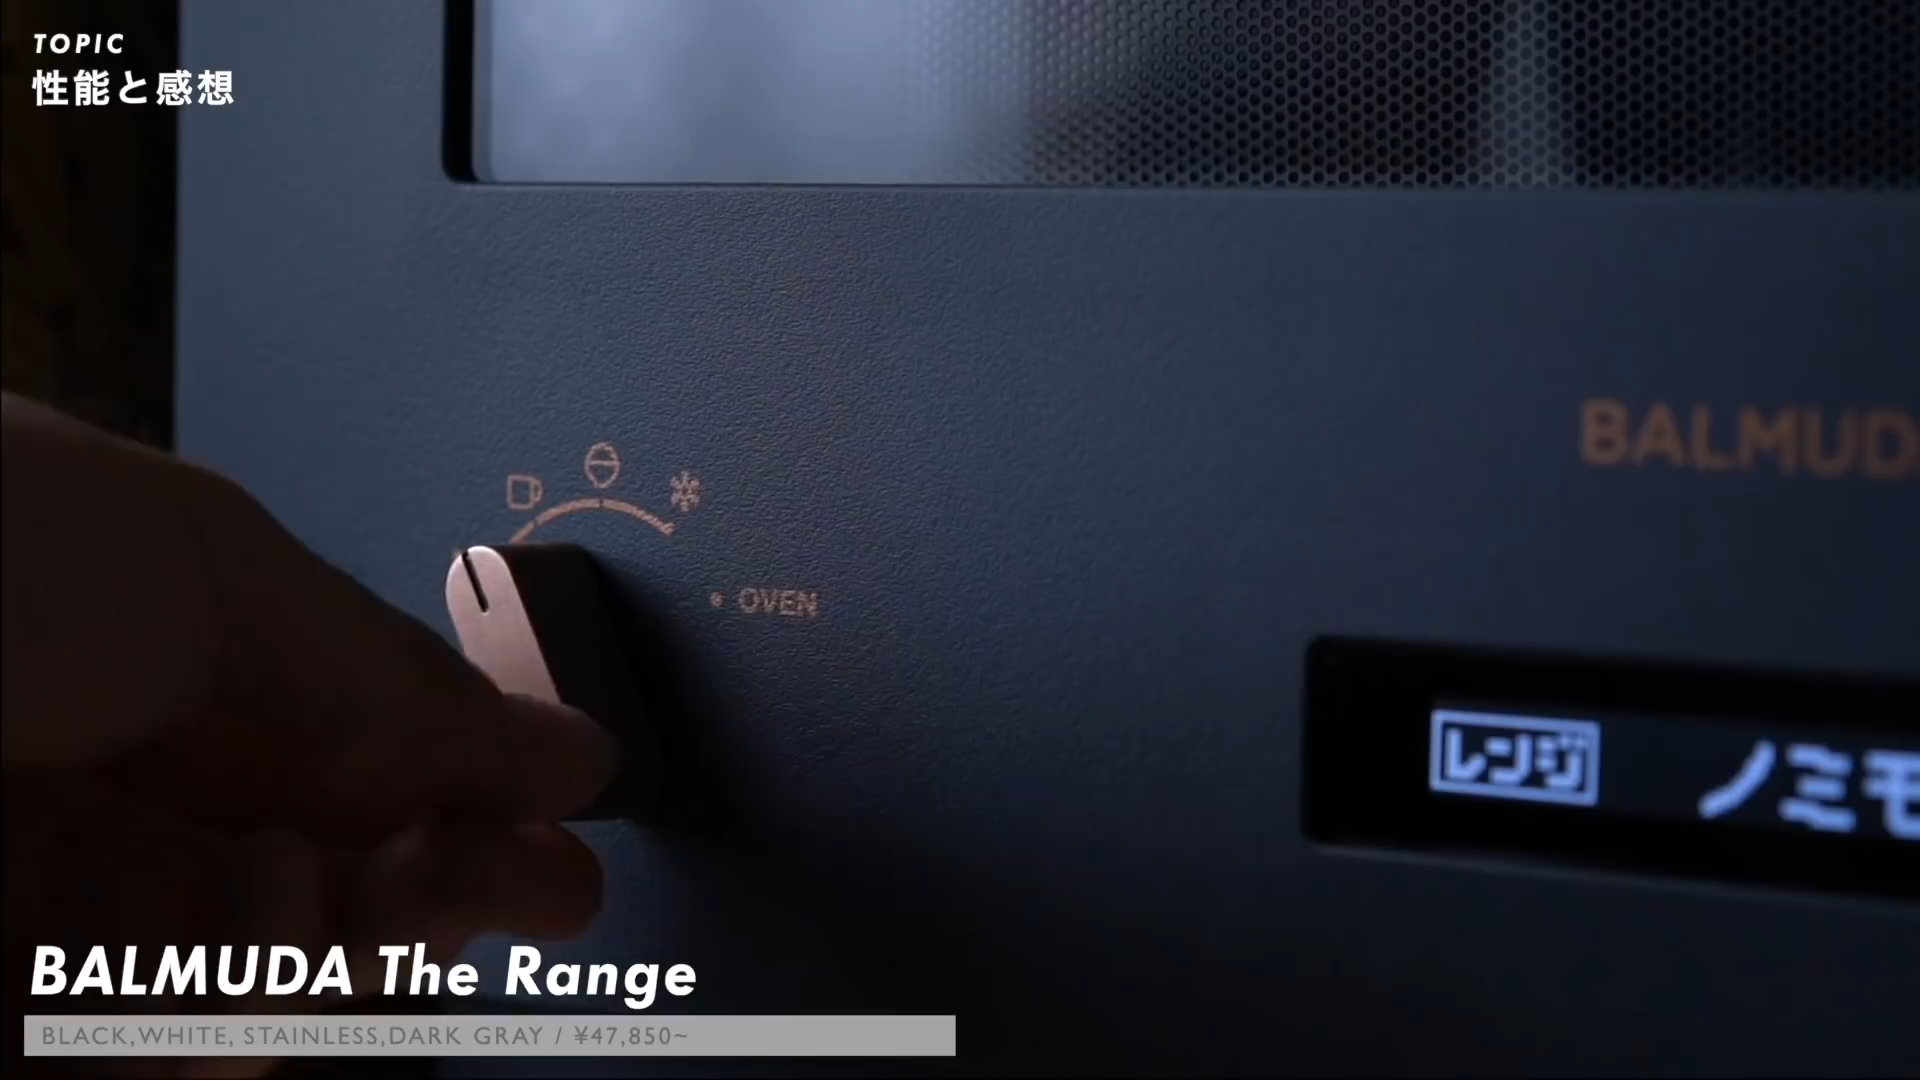 TOPIC
性能と感想
BALMUDA
OVEN
レンジ ノミモ
BALMUDA The Range
BLACK,WHITE, STAINLESS,DARK GRAY / ¥47,850~